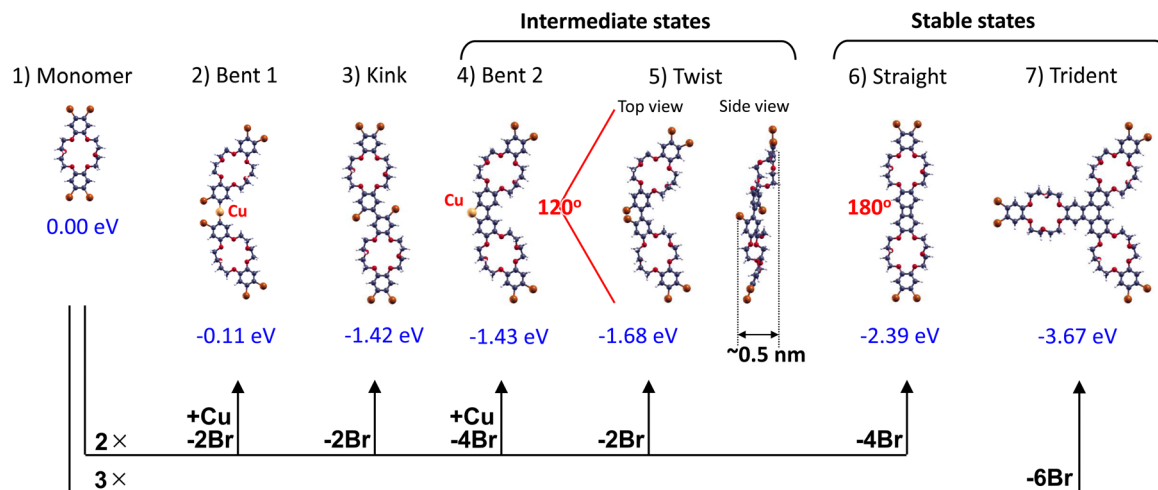 Intermediate states
Stable states
1) Monomer
2) Bent 1
3) Kink
4) Bent 2
5) Twist
6) Straight
7) Trident
Top view
Side view
Cu
Cu
120º
180º
0.00 eV
-0.11 eV
-1.42 eV
-1.43 eV
-1.68 eV
~0.5 nm
-2.39 eV
-3.67 eV
+Cu
-2Br
-2Br
+Cu
-4Br
-2Br
-4Br
2×
3×
-6Br